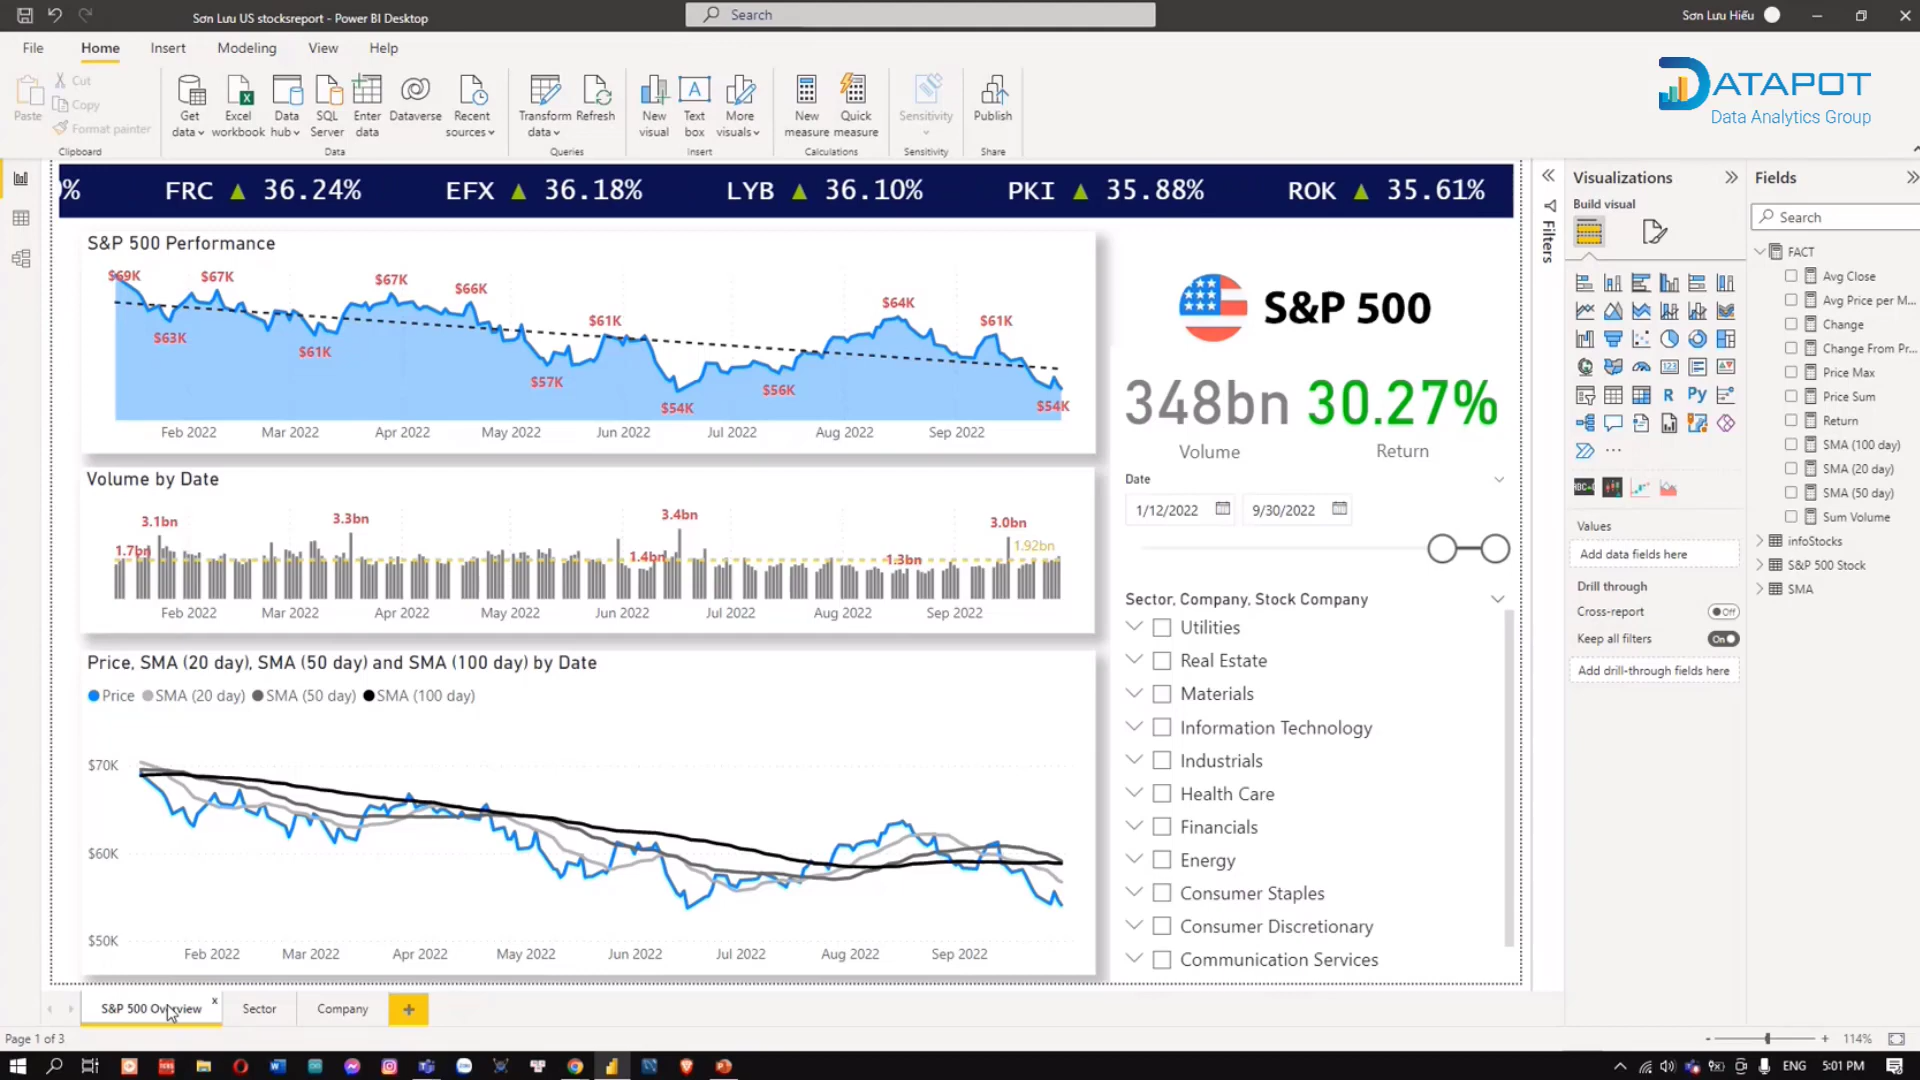 Sơn Lưu US stocksreport - Power BI Desktop
Search
Sơn Lưu Hiếu
File Home Insert Modeling View Help
DATAPOT
Data Analytics Group
Paste
Cut
Copy
Format painter
Get data
Excel workbook
Data hub
SQL Server
Enter data
Dataverse
Recent sources
Transform data
Refresh
New visual
Text box
More visuals
New measure
Quick measure
Sensitivity
Publish
Clipboard Data Queries Insert Calculations Sensitivity Share
% FRC ▲ 36.24% EFX ▲ 36.18% LYB ▲ 36.10% PKI ▲ 35.88% ROK ▲ 35.61%
S&P 500 Performance
$69K $67K $67K $66K $61K $64K $61K
$63K $61K $57K $54K $56K $54K
Feb 2022 Mar 2022 Apr 2022 May 2022 Jun 2022 Jul 2022 Aug 2022 Sep 2022
Volume by Date
3.1bn 3.3bn 3.4bn 3.0bn
1.7bn 1.4bn 1.3bn 1.92bn
Feb 2022 Mar 2022 Apr 2022 May 2022 Jun 2022 Jul 2022 Aug 2022 Sep 2022
Price, SMA (20 day), SMA (50 day) and SMA (100 day) by Date
Price SMA (20 day) SMA (50 day) SMA (100 day)
$70K
$60K
$50K
Feb 2022 Mar 2022 Apr 2022 May 2022 Jun 2022 Jul 2022 Aug 2022 Sep 2022
S&P 500
348bn 30.27%
Volume Return
Date
1/12/2022 9/30/2022
Sector, Company, Stock Company
Utilities
Real Estate
Materials
Information Technology
Industrials
Health Care
Financials
Energy
Consumer Staples
Consumer Discretionary
Communication Services
Filters
Visualizations
Build visual
Values
Add data fields here
Drill through
Cross-report Off
Keep all filters On
Add drill-through fields here
Fields
Search
FACT
Avg Close
Avg Price per M...
Change
Change From Pr...
Price Max
Price Sum
Return
SMA (100 day)
SMA (20 day)
SMA (50 day)
Sum Volume
infoStocks
S&P 500 Stock
SMA
S&P 500 Overview Sector Company
Page 1 of 3
114%
ENG 5:01 PM